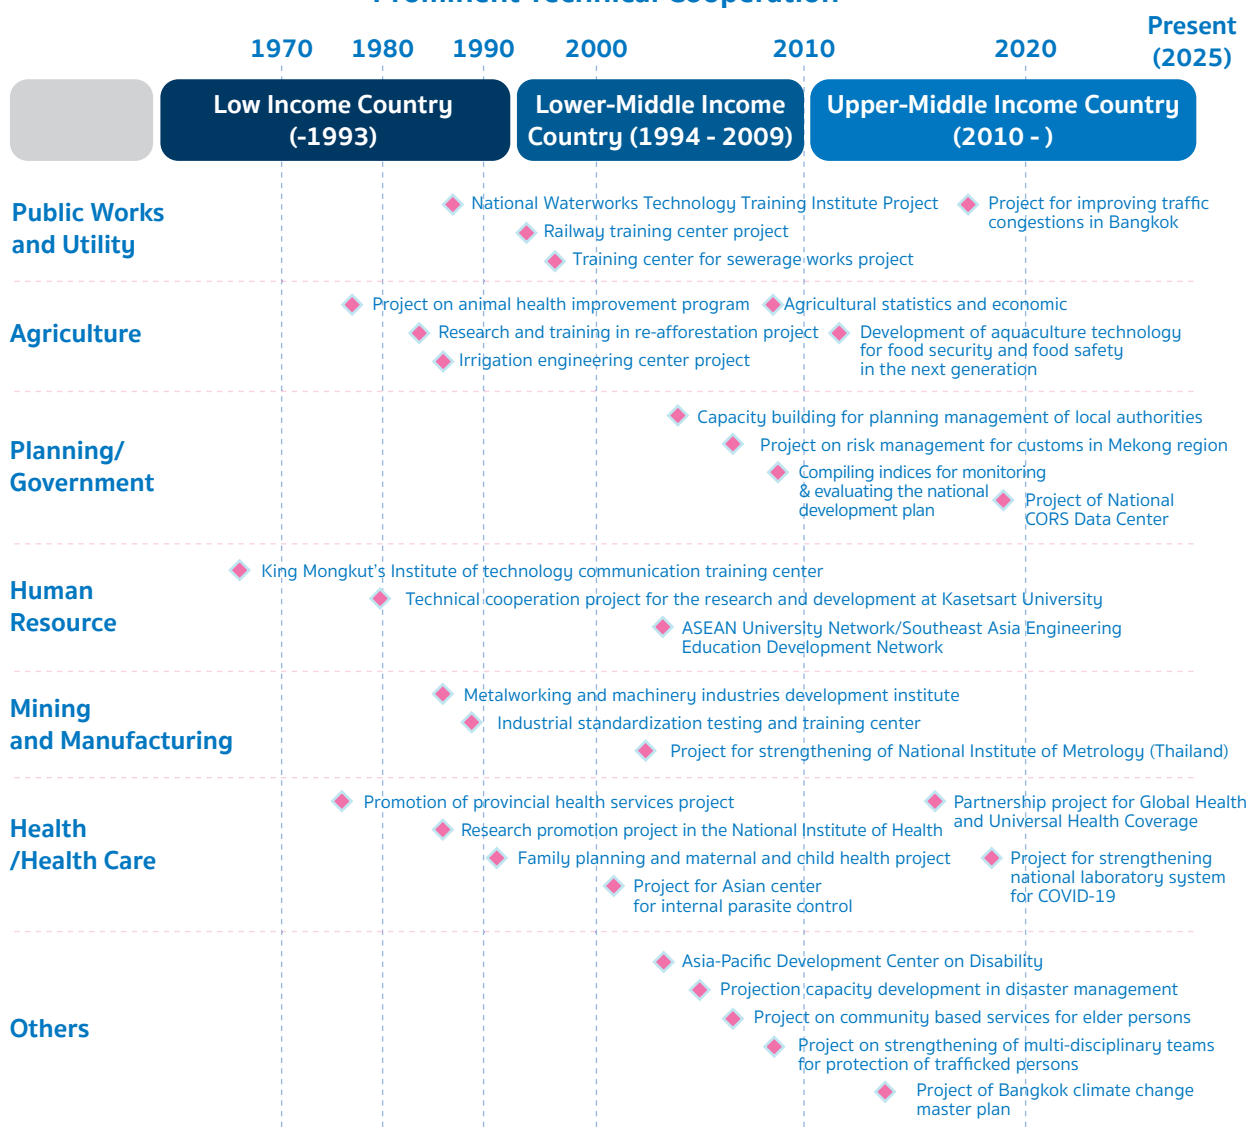 Prominent Technical Cooperation
1970 1980 1990 2000 2010 2020 Present
(2025)
Low Income Country
(-1993)
Lower-Middle Income
Country (1994 - 2009)
Upper-Middle Income Country
(2010 - )
Public Works
and Utility
National Waterworks Technology Training Institute Project
Railway training center project
Training center for sewerage works project
Project for improving traffic
congestions in Bangkok
Agriculture
Project on animal health improvement program
Research and training in re-afforestation project
Irrigation engineering center project
Agricultural statistics and economic
Development of aquaculture technology
for food security and food safety
in the next generation
Planning/
Government
Capacity building for planning management of local authorities
Project on risk management for customs in Mekong region
Compiling indices for monitoring
& evaluating the national
development plan
Project of National
CORS Data Center
Human
Resource
King Mongkut's Institute of technology communication training center
Technical cooperation project for the research and development at Kasetsart University
ASEAN University Network/Southeast Asia Engineering
Education Development Network
Mining
and Manufacturing
Metalworking and machinery industries development institute
Industrial standardization testing and training center
Project for strengthening of National Institute of Metrology (Thailand)
Health
/Health Care
Promotion of provincial health services project
Research promotion project in the National Institute of Health
Family planning and maternal and child health project
Project for Asian center
for internal parasite control
Partnership project for Global Health
and Universal Health Coverage
Project for strengthening
national laboratory system
for COVID-19
Others
Asia-Pacific Development Center on Disability
Projection capacity development in disaster management
Project on community based services for elder persons
Project on strengthening of multi-disciplinary teams
for protection of trafficked persons
Project of Bangkok climate change
master plan